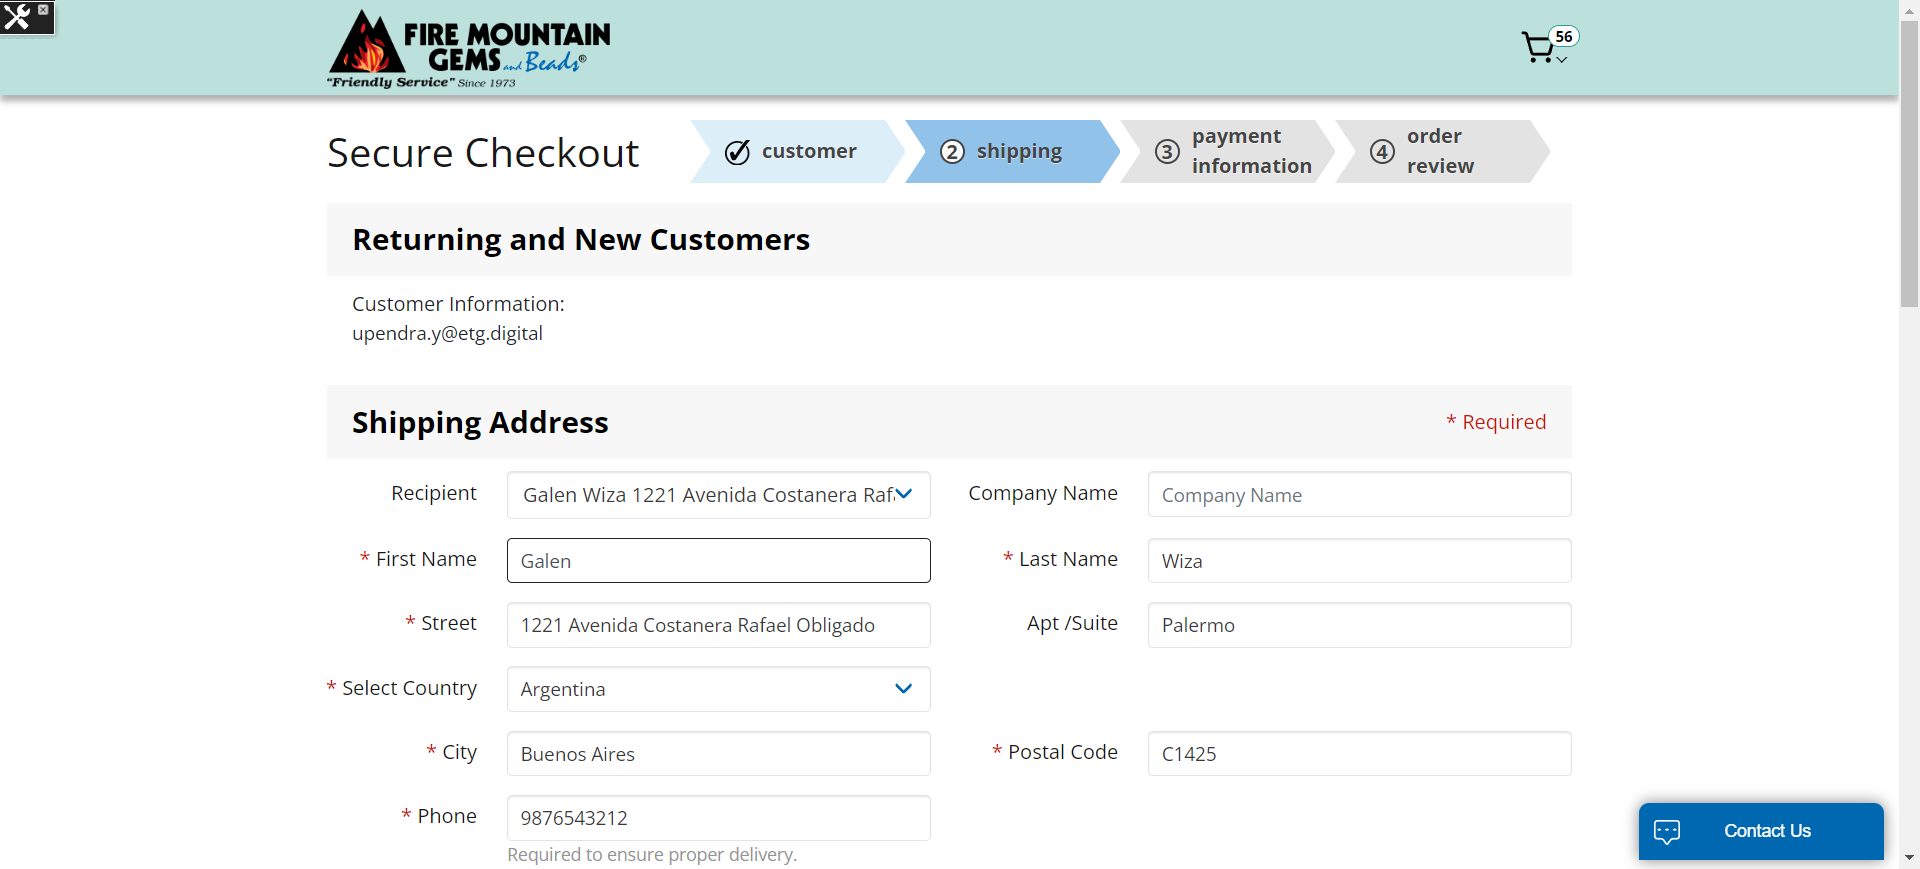 FIRE MOUNTAIN
GEMS and Beads®
"Friendly Service" Since 1973
56
Secure Checkout
customer
2 shipping
3 payment information
4 order review
Returning and New Customers
Customer Information:
upendra.y@etg.digital
Shipping Address
* Required
Recipient
Galen Wiza 1221 Avenida Costanera Raf
Company Name
Company Name
* First Name
Galen
* Last Name
Wiza
* Street
1221 Avenida Costanera Rafael Obligado
Apt /Suite
Palermo
* Select Country
Argentina
* City
Buenos Aires
* Postal Code
C1425
* Phone
9876543212
Required to ensure proper delivery.
Contact Us